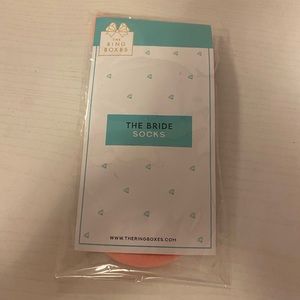 THE
RING
BOXES
THE BRIDE
SOCKS
WWW.THERINGBOXES.COM